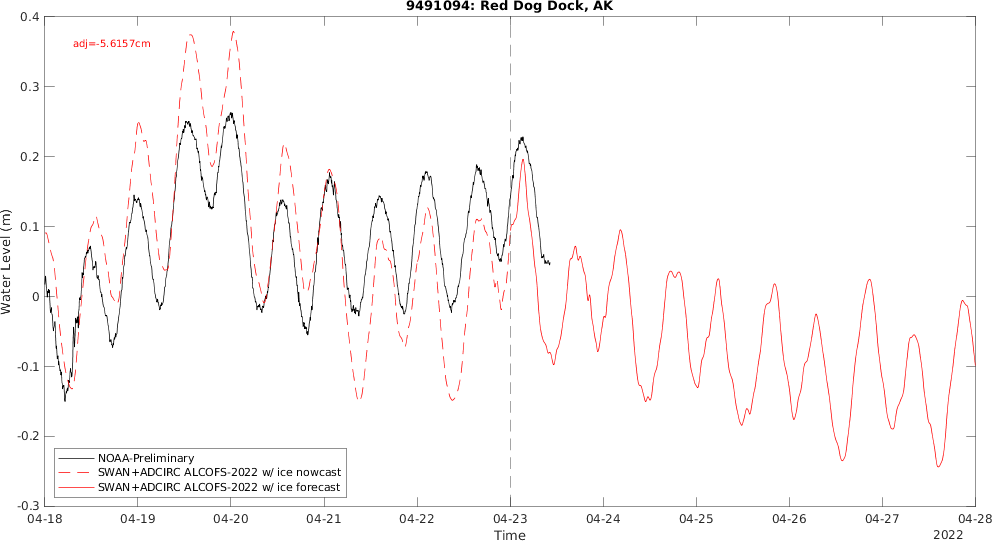 9491094: Red Dog Dock, AK
adj=-5.6157cm
0.4
0.3
0.2
0.1
0
-0.1
-0.2
-0.3
Water Level (m)
NOAA-Preliminary
SWAN+ADCIRC ALCOFS-2022 w/ ice nowcast
SWAN+ADCIRC ALCOFS-2022 w/ ice forecast
04-18 04-19 04-20 04-21 04-22 04-23 04-24 04-25 04-26 04-27 04-28
Time
2022